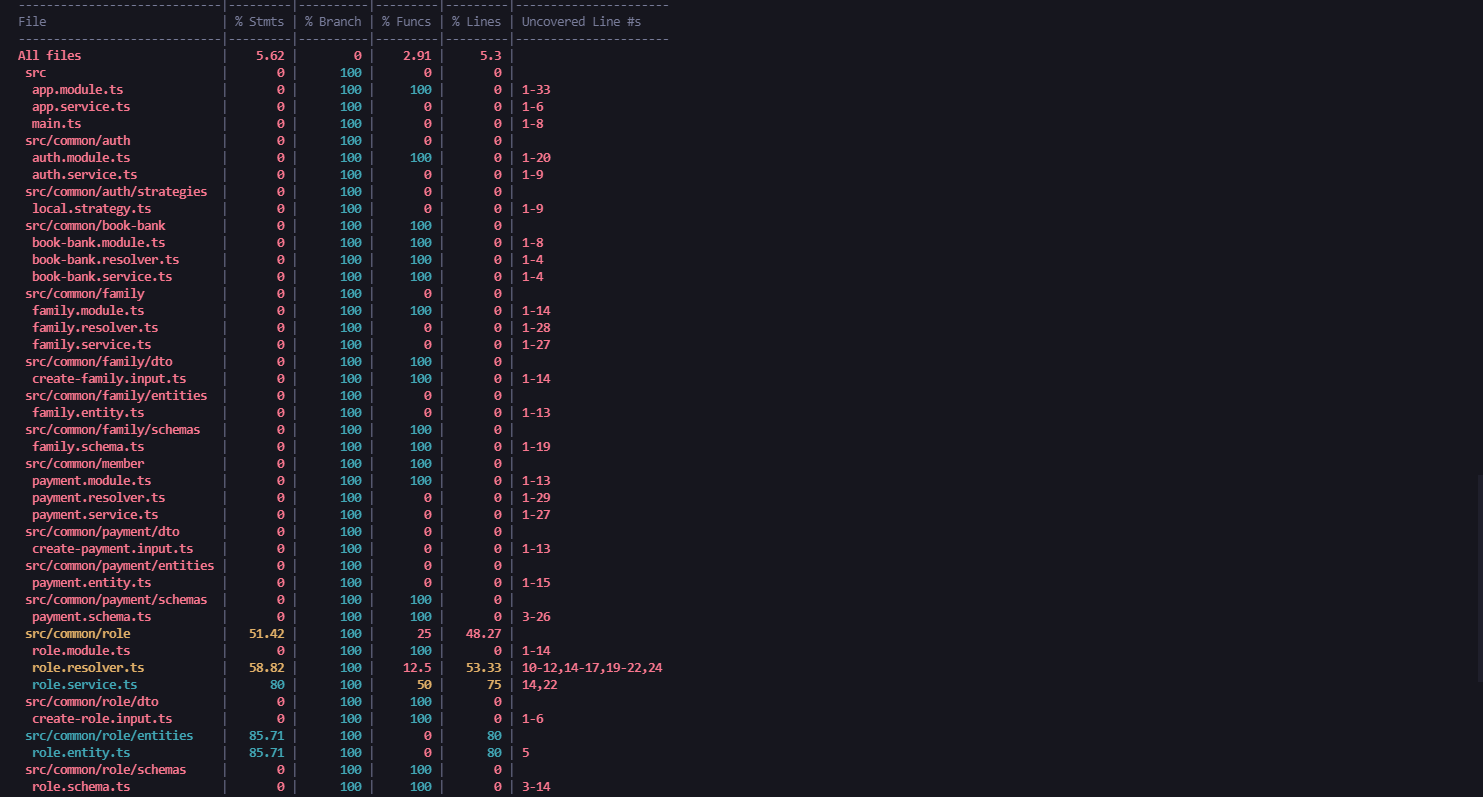 ----------------------------|---------|----------|---------|---------|----------------------
File                        | % Stmts | % Branch | % Funcs | % Lines | Uncovered Line #s
----------------------------|---------|----------|---------|---------|----------------------
All files                   |    5.62 |        0 |    2.91 |     5.3 |
 src                        |       0 |      100 |       0 |       0 |
  app.module.ts             |       0 |      100 |     100 |       0 | 1-33
  app.service.ts            |       0 |      100 |       0 |       0 | 1-6
  main.ts                   |       0 |      100 |       0 |       0 | 1-8
 src/common/auth            |       0 |      100 |       0 |       0 |
  auth.module.ts            |       0 |      100 |     100 |       0 | 1-20
  auth.service.ts           |       0 |      100 |       0 |       0 | 1-9
 src/common/auth/strategies |       0 |      100 |       0 |       0 |
  local.strategy.ts         |       0 |      100 |       0 |       0 | 1-9
 src/common/book-bank       |       0 |      100 |     100 |       0 |
  book-bank.module.ts       |       0 |      100 |     100 |       0 | 1-8
  book-bank.resolver.ts     |       0 |      100 |     100 |       0 | 1-4
  book-bank.service.ts      |       0 |      100 |     100 |       0 | 1-4
 src/common/family          |       0 |      100 |       0 |       0 |
  family.module.ts          |       0 |      100 |     100 |       0 | 1-14
  family.resolver.ts        |       0 |      100 |       0 |       0 | 1-28
  family.service.ts         |       0 |      100 |       0 |       0 | 1-27
 src/common/family/dto      |       0 |      100 |     100 |       0 |
  create-family.input.ts    |       0 |      100 |     100 |       0 | 1-14
 src/common/family/entities |       0 |      100 |       0 |       0 |
  family.entity.ts          |       0 |      100 |       0 |       0 | 1-13
 src/common/family/schemas  |       0 |      100 |     100 |       0 |
  family.schema.ts          |       0 |      100 |     100 |       0 | 1-19
 src/common/member          |       0 |      100 |     100 |       0 |
  payment.module.ts         |       0 |      100 |     100 |       0 | 1-13
  payment.resolver.ts       |       0 |      100 |       0 |       0 | 1-29
  payment.service.ts        |       0 |      100 |       0 |       0 | 1-27
 src/common/payment/dto     |       0 |      100 |       0 |       0 |
  create-payment.input.ts   |       0 |      100 |       0 |       0 | 1-13
 src/common/payment/entities |       0 |      100 |       0 |       0 |
  payment.entity.ts         |       0 |      100 |       0 |       0 | 1-15
 src/common/payment/schemas |       0 |      100 |     100 |       0 |
  payment.schema.ts         |       0 |      100 |     100 |       0 | 3-26
 src/common/role            |   51.42 |      100 |      25 |   48.27 |
  role.module.ts            |       0 |      100 |     100 |       0 | 1-14
  role.resolver.ts          |   58.82 |      100 |    12.5 |   53.33 | 10-12,14-17,19-22,24
  role.service.ts           |      80 |      100 |      50 |      75 | 14,22
 src/common/role/dto        |       0 |      100 |     100 |       0 |
  create-role.input.ts      |       0 |      100 |     100 |       0 | 1-6
 src/common/role/entities   |   85.71 |      100 |       0 |      80 |
  role.entity.ts            |   85.71 |      100 |       0 |      80 | 5
 src/common/role/schemas    |       0 |      100 |     100 |       0 |
  role.schema.ts            |       0 |      100 |     100 |       0 | 3-14